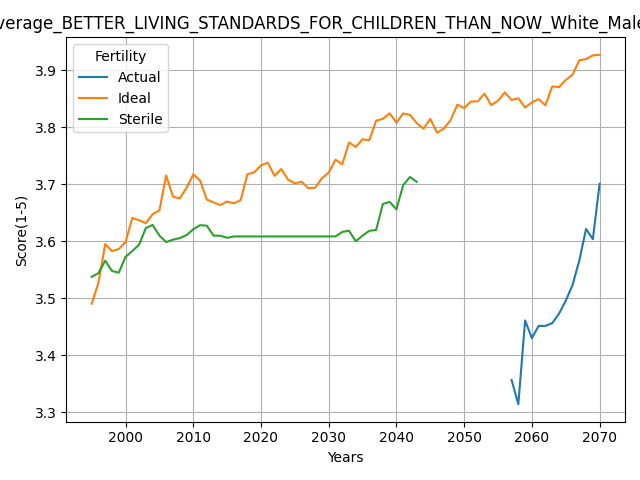 verage_BETTER_LIVING_STANDARDS_FOR_CHILDREN_THAN_NOW_White_Male
Fertility
Actual
Ideal
Sterile
Score(1-5)
3.9
3.8
3.7
3.6
3.5
3.4
3.3
2000 2010 2020 2030 2040 2050 2060 2070
Years